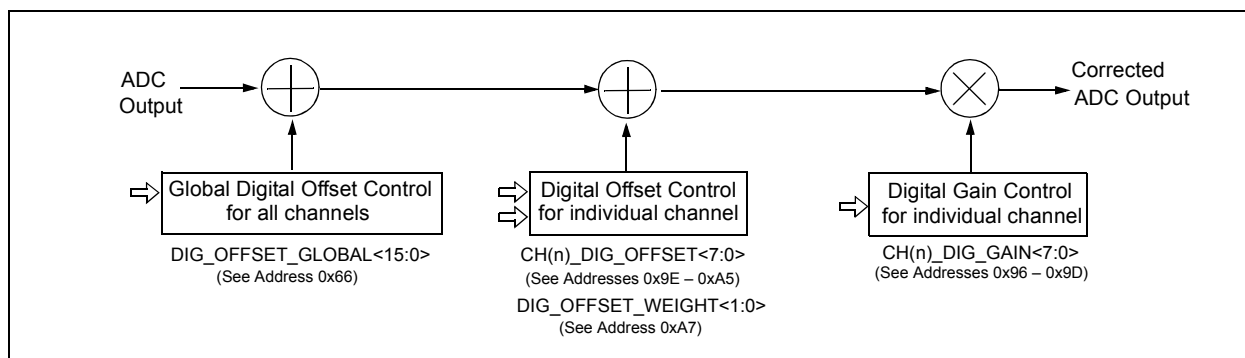 ADC
Output
Corrected
ADC Output
Global Digital Offset Control
for all channels
DIG_OFFSET_GLOBAL<15:0>
(See Address 0x66)
Digital Offset Control
for individual channel
CH(n)_DIG_OFFSET<7:0>
(See Addresses 0x9E – 0xA5)
DIG_OFFSET_WEIGHT<1:0>
(See Address 0xA7)
Digital Gain Control
for individual channel
CH(n)_DIG_GAIN<7:0>
(See Addresses 0x96 – 0x9D)